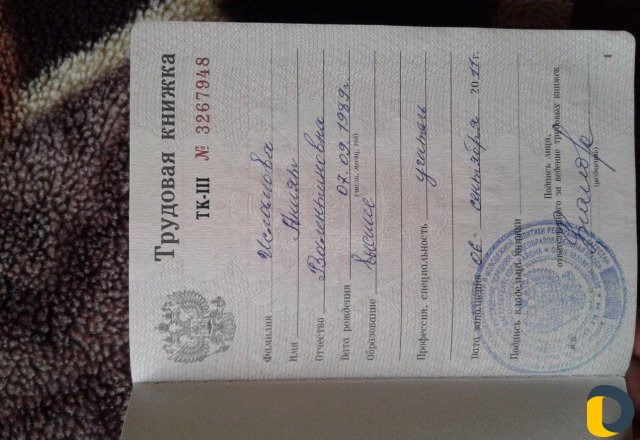 Трудовая книжка
ТК-III № 3267948
Фамилия Исламова
Имя
Отчество Валентиновна
Дата рождения 07.09.1989г.
(число, месяц, год)
Образование высшее
Профессия, специальность учитель
Дата заполнения 06 сентября 2011 г.
Подпись владельца книжки
Подпись лица,
ответственного за ведение трудовых книжек
(разборчиво)
1